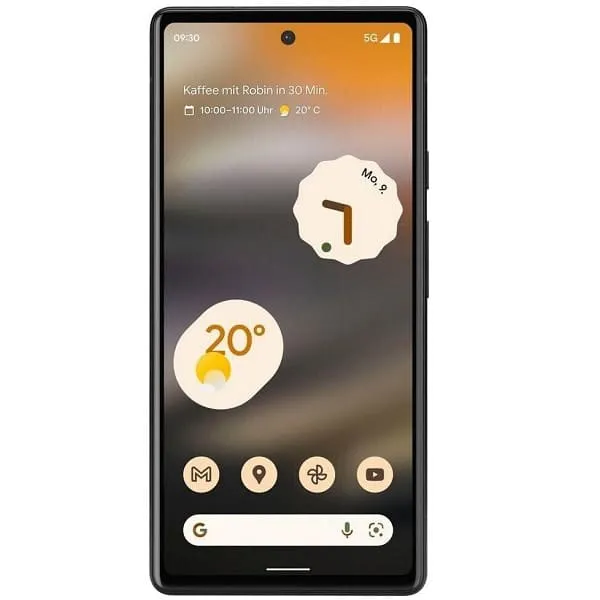 09:30
5G
Kaffee mit Robin in 30 Min.
10:00–11:00 Uhr 20° C
Mo, 9.
20°
G